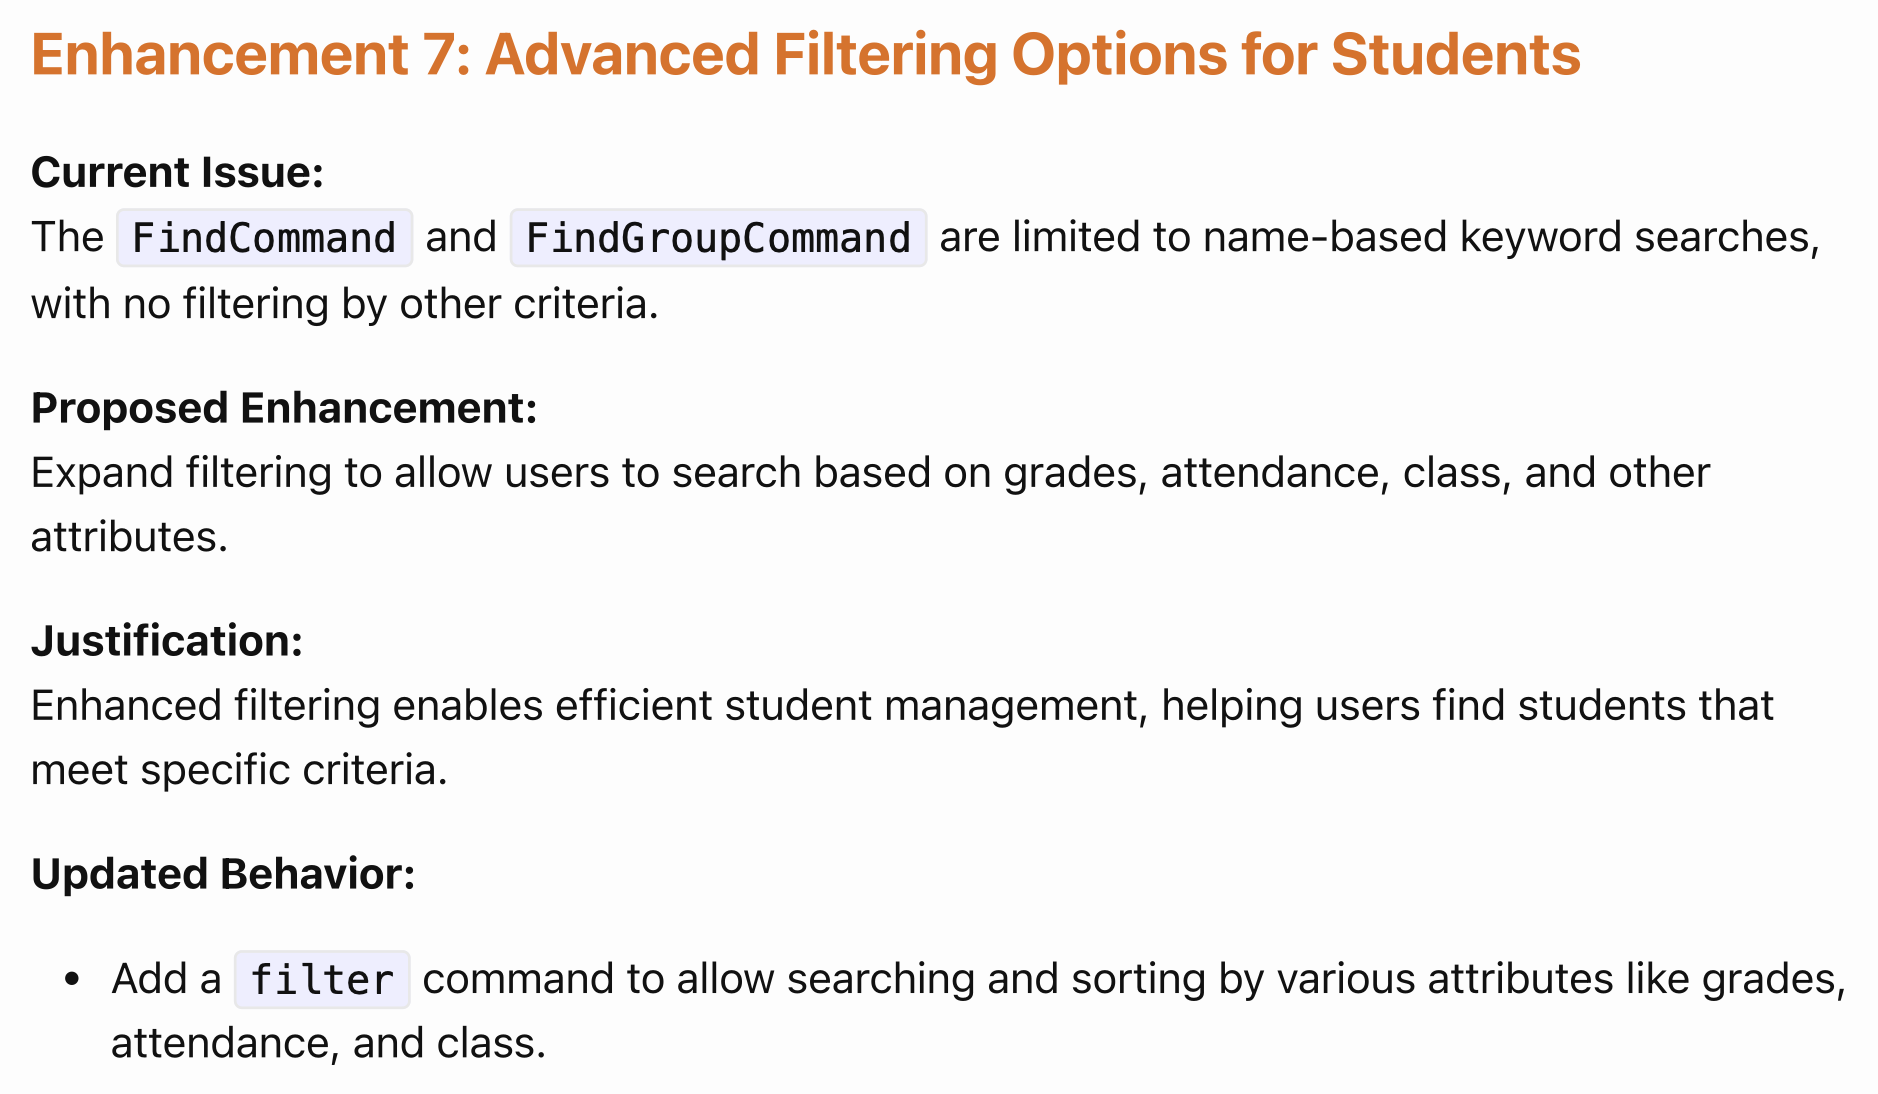 Enhancement 7: Advanced Filtering Options for Students
Current Issue:
The FindCommand and FindGroupCommand are limited to name-based keyword searches,
with no filtering by other criteria.
Proposed Enhancement:
Expand filtering to allow users to search based on grades, attendance, class, and other
attributes.
Justification:
Enhanced filtering enables efficient student management, helping users find students that
meet specific criteria.
Updated Behavior:
• Add a filter command to allow searching and sorting by various attributes like grades,
attendance, and class.